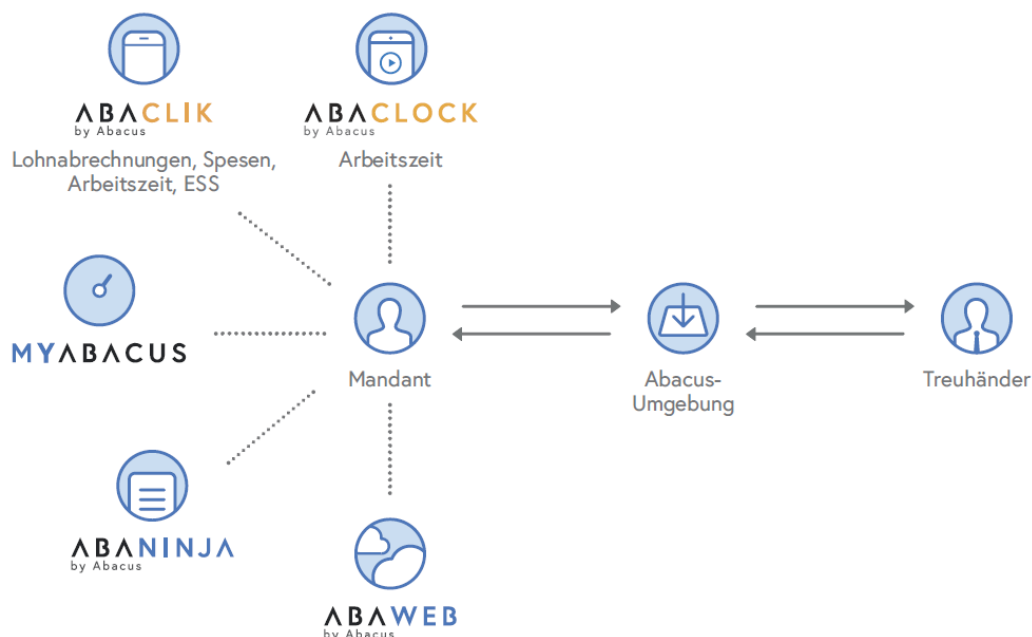 ABACLIK
by Abacus
Lohnabrechnungen, Spesen,
Arbeitszeit, ESS
ABACLOCK
by Abacus
Arbeitszeit
MYABACUS
Mandant
Abacus-
Umgebung
Treuhänder
ABANINJA
by Abacus
ABAWEB
by Abacus